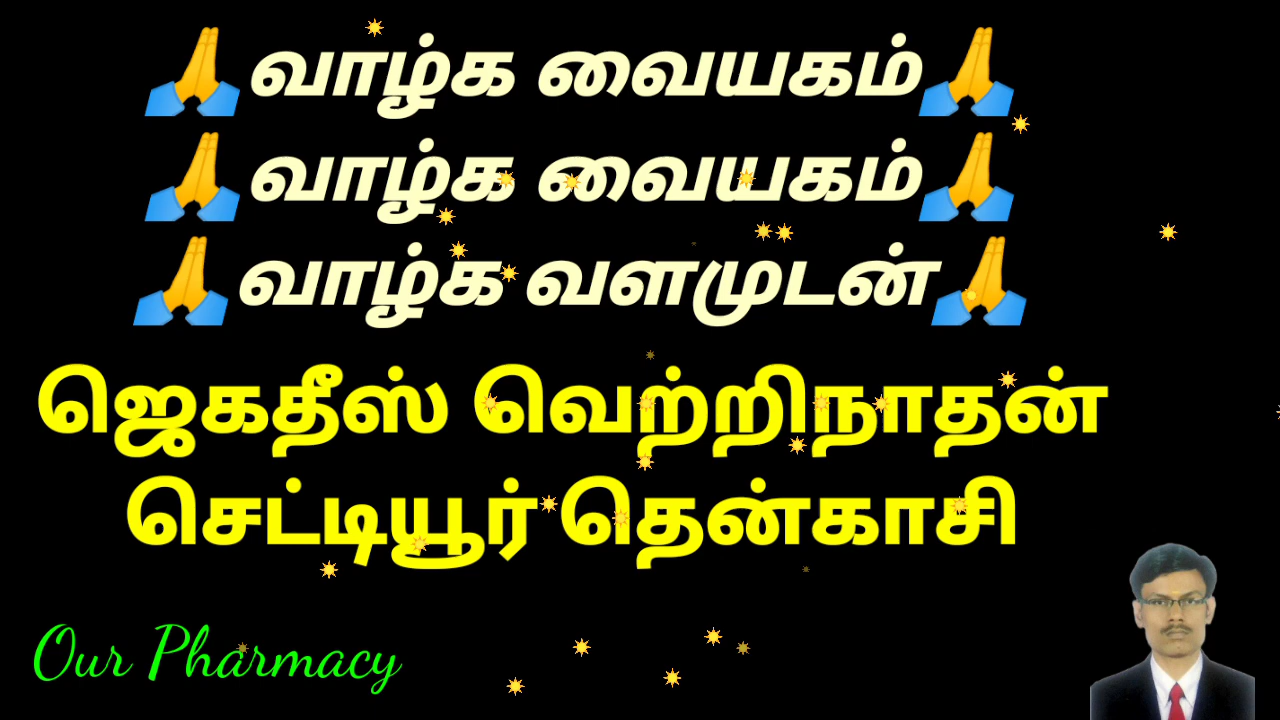 🙏வாழ்க வையகம்🙏
🙏வாழ்க வையகம்🙏
🙏வாழ்க வளமுடன்🙏
ஜெகதீஸ் வெற்றிநாதன்
செட்டியூர் தென்காசி
Our Pharmacy